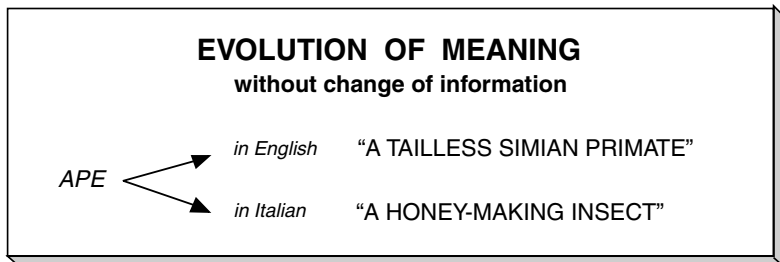 EVOLUTION OF MEANING
without change of information
in English “A TAILLESS SIMIAN PRIMATE”
APE
in Italian “A HONEY-MAKING INSECT”